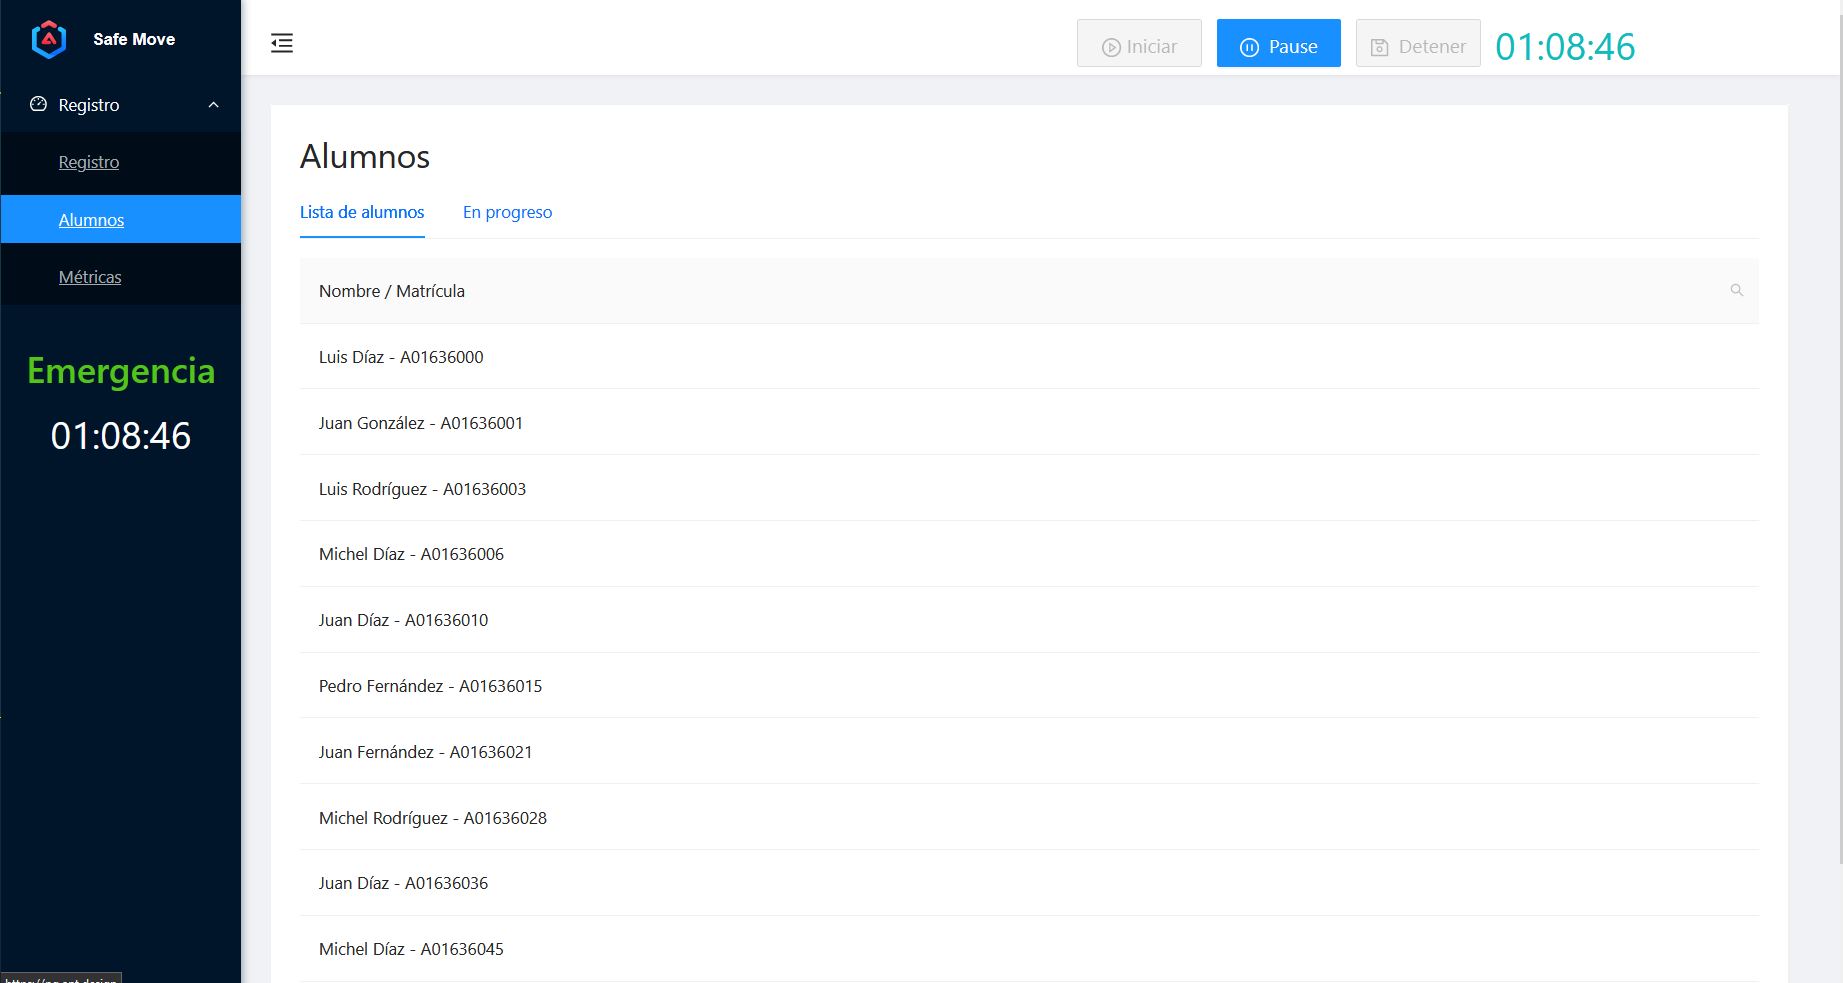 Safe Move
Registro
Registro
Alumnos
Métricas
Emergencia
01:08:46
Iniciar
Pause
Detener
01:08:46
Alumnos
Lista de alumnos
En progreso
Nombre / Matrícula
Luis Díaz - A01636000
Juan González - A01636001
Luis Rodríguez - A01636003
Michel Díaz - A01636006
Juan Díaz - A01636010
Pedro Fernández - A01636015
Juan Fernández - A01636021
Michel Rodríguez - A01636028
Juan Díaz - A01636036
Michel Díaz - A01636045